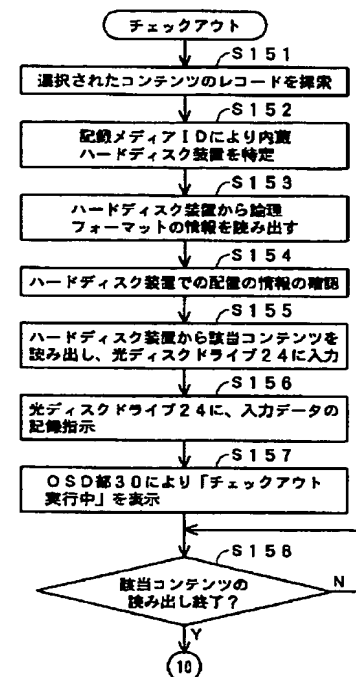 チェックアウト
S151
選択されたコンテンツのレコードを探索
S152
記録メディアIDにより内蔵
ハードディスク装置を特定
S153
ハードディスク装置から論理
フォーマットの情報を読み出す
S154
ハードディスク装置での配置の情報の確認
S155
ハードディスク装置から該当コンテンツを
読み出し、光ディスクドライブ24に入力
S156
光ディスクドライブ24に、入力データの
記録指示
S157
OSD部30により「チェックアウト
実行中」を表示
S158
該当コンテンツの
読み出し終了?
N
Y
10